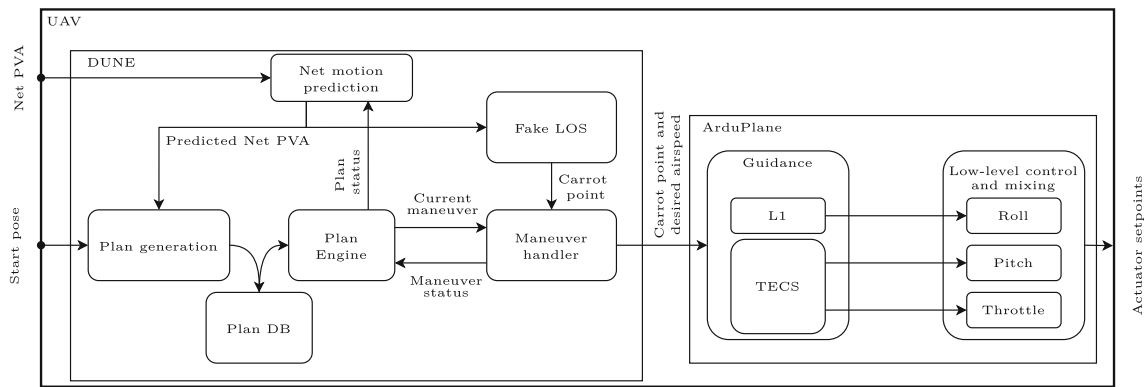 UAV
Net PVA
DUNE
Net motion
prediction
Predicted Net PVA
Plan
status
Fake LOS
Carrot
point
Start pose
Plan generation
Plan DB
Plan
Engine
Current
maneuver
Maneuver
status
Maneuver
handler
Carrot point and
desired airspeed
ArduPlane
Guidance
L1
TECS
Low-level control
and mixing
Roll
Pitch
Throttle
Actuator setpoints